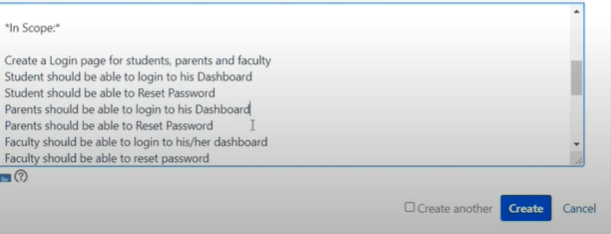 *In Scope:*
Create a Login page for students, parents and faculty
Student should be able to login to his Dashboard
Student should be able to Reset Password
Parents should be able to login to his Dashboard
Parents should be able to Reset Password
Faculty should be able to login to his/her dashboard
Faculty should be able to reset password
Create another Create Cancel